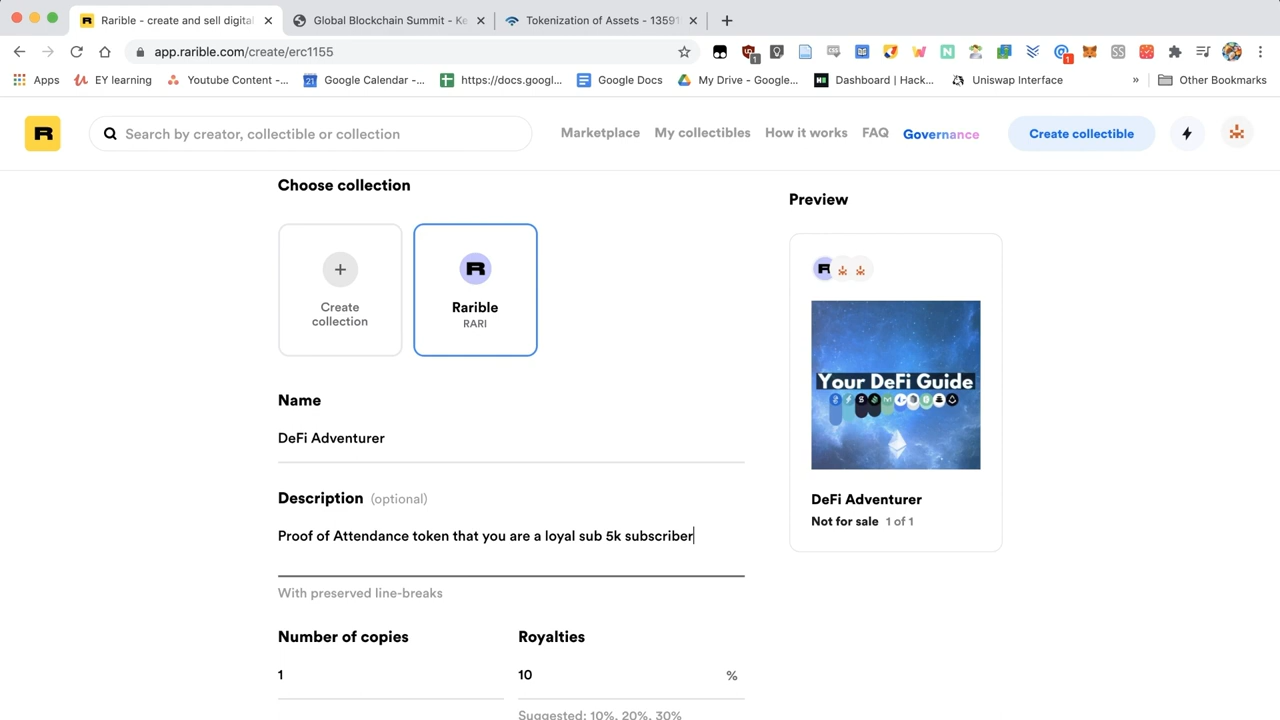 Rarible - create and sell digital
Global Blockchain Summit - Ke
Tokenization of Assets - 13591
app.rarible.com/create/erc1155
Apps
EY learning
Youtube Content -...
Google Calendar -...
https://docs.googl...
Google Docs
My Drive - Google...
Dashboard | Hack...
Uniswap Interface
»
Other Bookmarks
R
Search by creator, collectible or collection
Marketplace
My collectibles
How it works
FAQ
Governance
Create collectible
Choose collection
Create
collection
R
Rarible
RARI
Name
DeFi Adventurer
Description (optional)
Proof of Attendance token that you are a loyal sub 5k subscriber
With preserved line-breaks
Number of copies
1
Royalties
10 %
Suggested: 10%, 20%, 30%
Preview
R
Your DeFi Guide
DeFi Adventurer
Not for sale 1 of 1